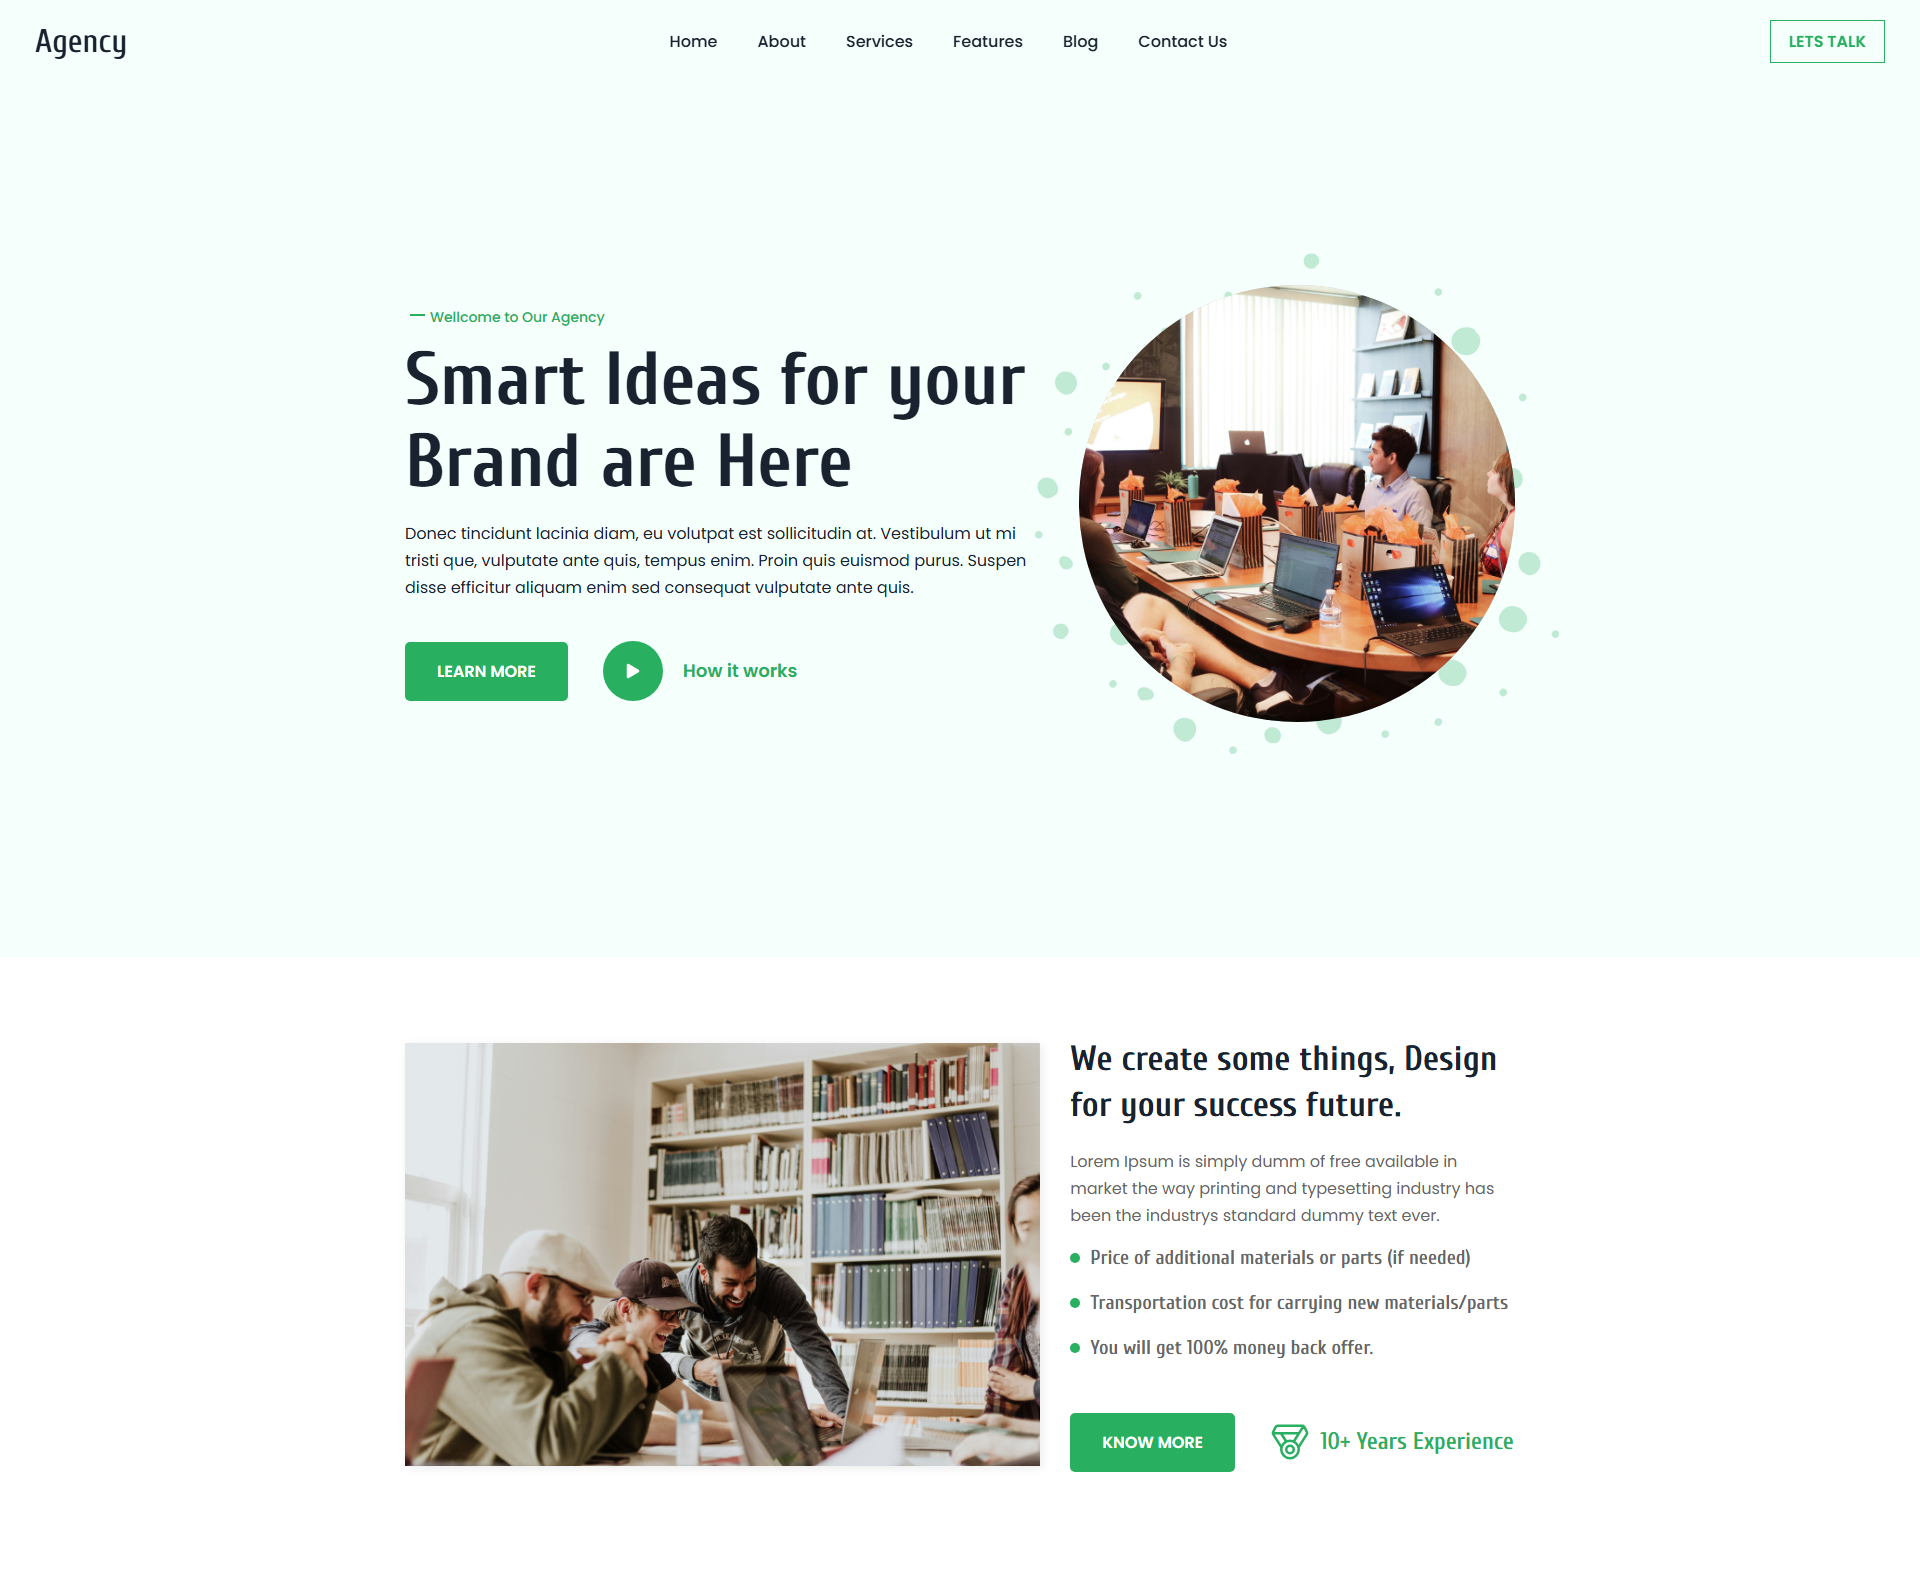 Agency
Home About Services Features Blog Contact Us
LETS TALK
Wellcome to Our Agency
Smart Ideas for your
Brand are Here
Donec tincidunt lacinia diam, eu volutpat est sollicitudin at. Vestibulum ut mi
tristi que, vulputate ante quis, tempus enim. Proin quis euismod purus. Suspen
disse efficitur aliquam enim sed consequat vulputate ante quis.
LEARN MORE
How it works
We create some things, Design
for your success future.
Lorem Ipsum is simply dumm of free available in
market the way printing and typesetting industry has
been the industrys standard dummy text ever.
Price of additional materials or parts (if needed)
Transportation cost for carrying new materials/parts
You will get 100% money back offer.
KNOW MORE
10+ Years Experience